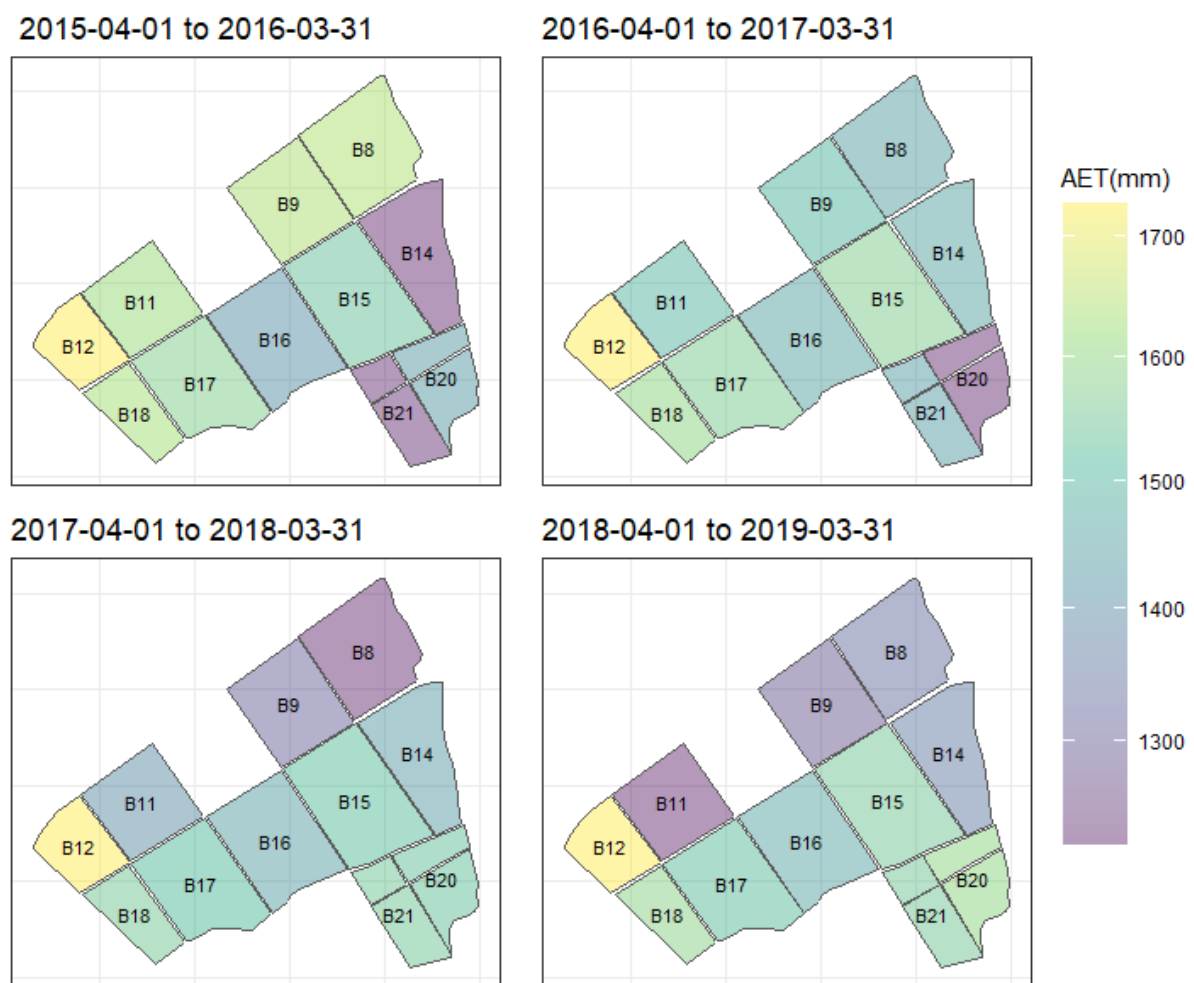 2015-04-01 to 2016-03-31
B8
B9
B14
B11
B15
B12
B16
B17
B20
B18
B21
2016-04-01 to 2017-03-31
B8
B9
B14
B11
B15
B12
B16
B17
B20
B18
B21
AET(mm)
1700
1600
1500
1400
1300
2017-04-01 to 2018-03-31
B8
B9
B14
B11
B15
B12
B16
B17
B20
B18
B21
2018-04-01 to 2019-03-31
B8
B9
B14
B11
B15
B12
B16
B17
B20
B18
B21